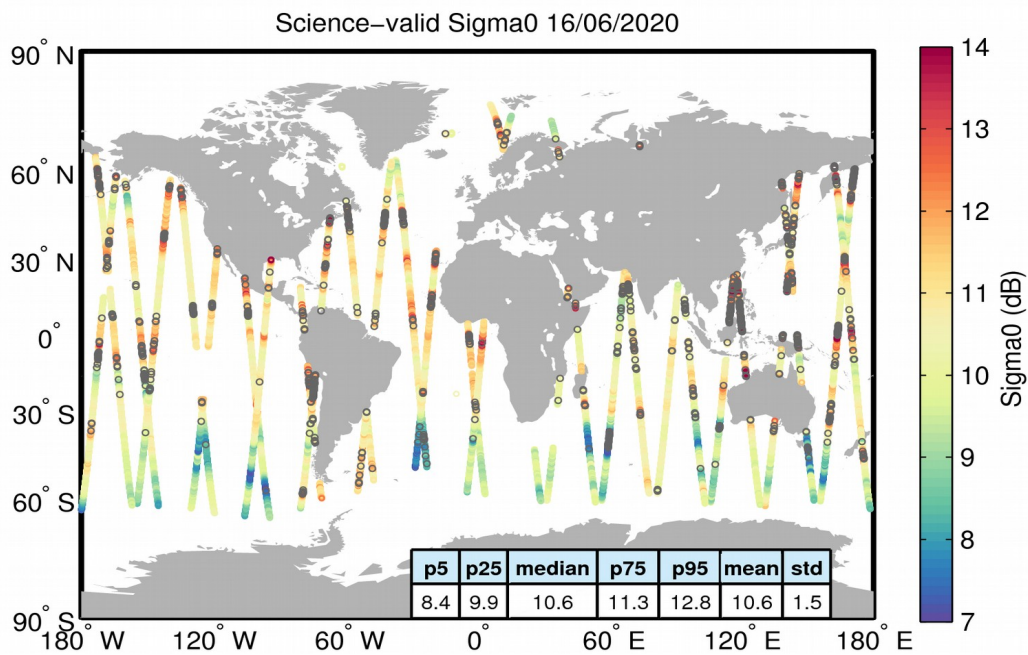 Science−valid Sigma0 16/06/2020
90° N
60° N
30° N
0°
30° S
60° S
90° S
180° W
120° W
60° W
0°
60° E
120° E
180° E
p5 p25 median p75 p95 mean std
8.4 9.9 10.6 11.3 12.8 10.6 1.5
14
13
12
11
10
9
8
7
Sigma0 (dB)